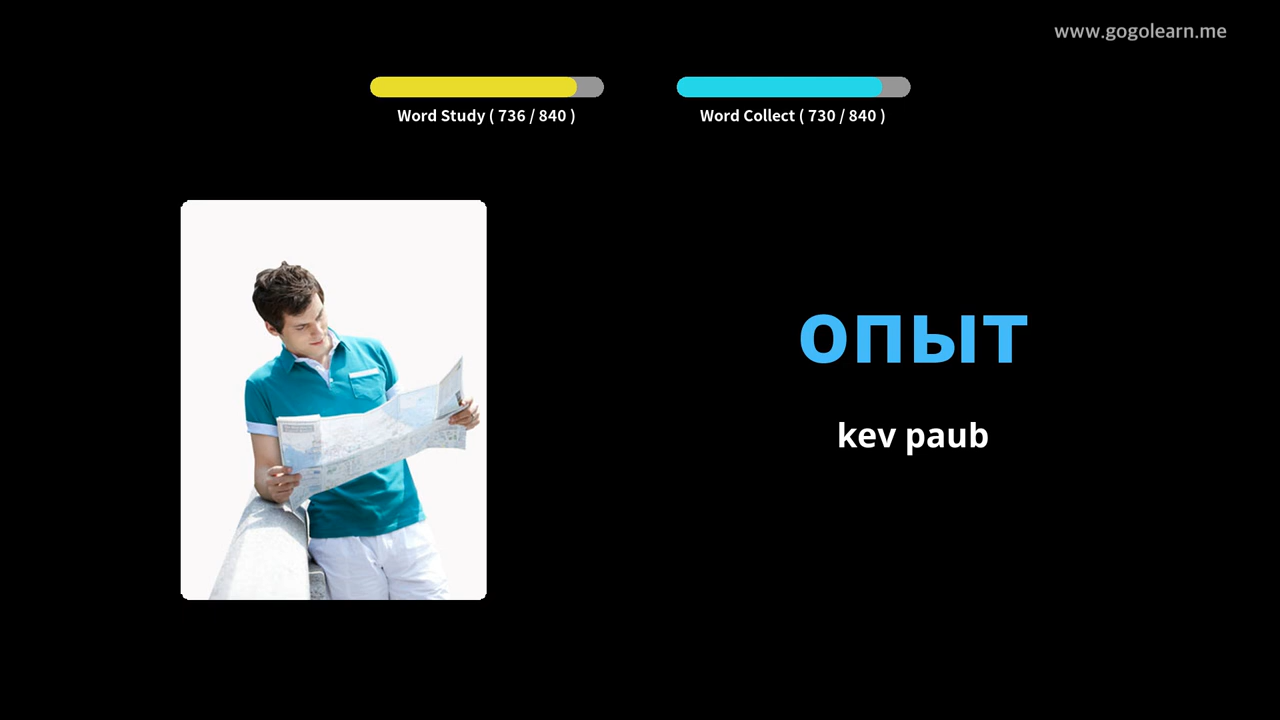 www.gogolearn.me
Word Study ( 736 / 840 )
Word Collect ( 730 / 840 )
опыт
kev paub